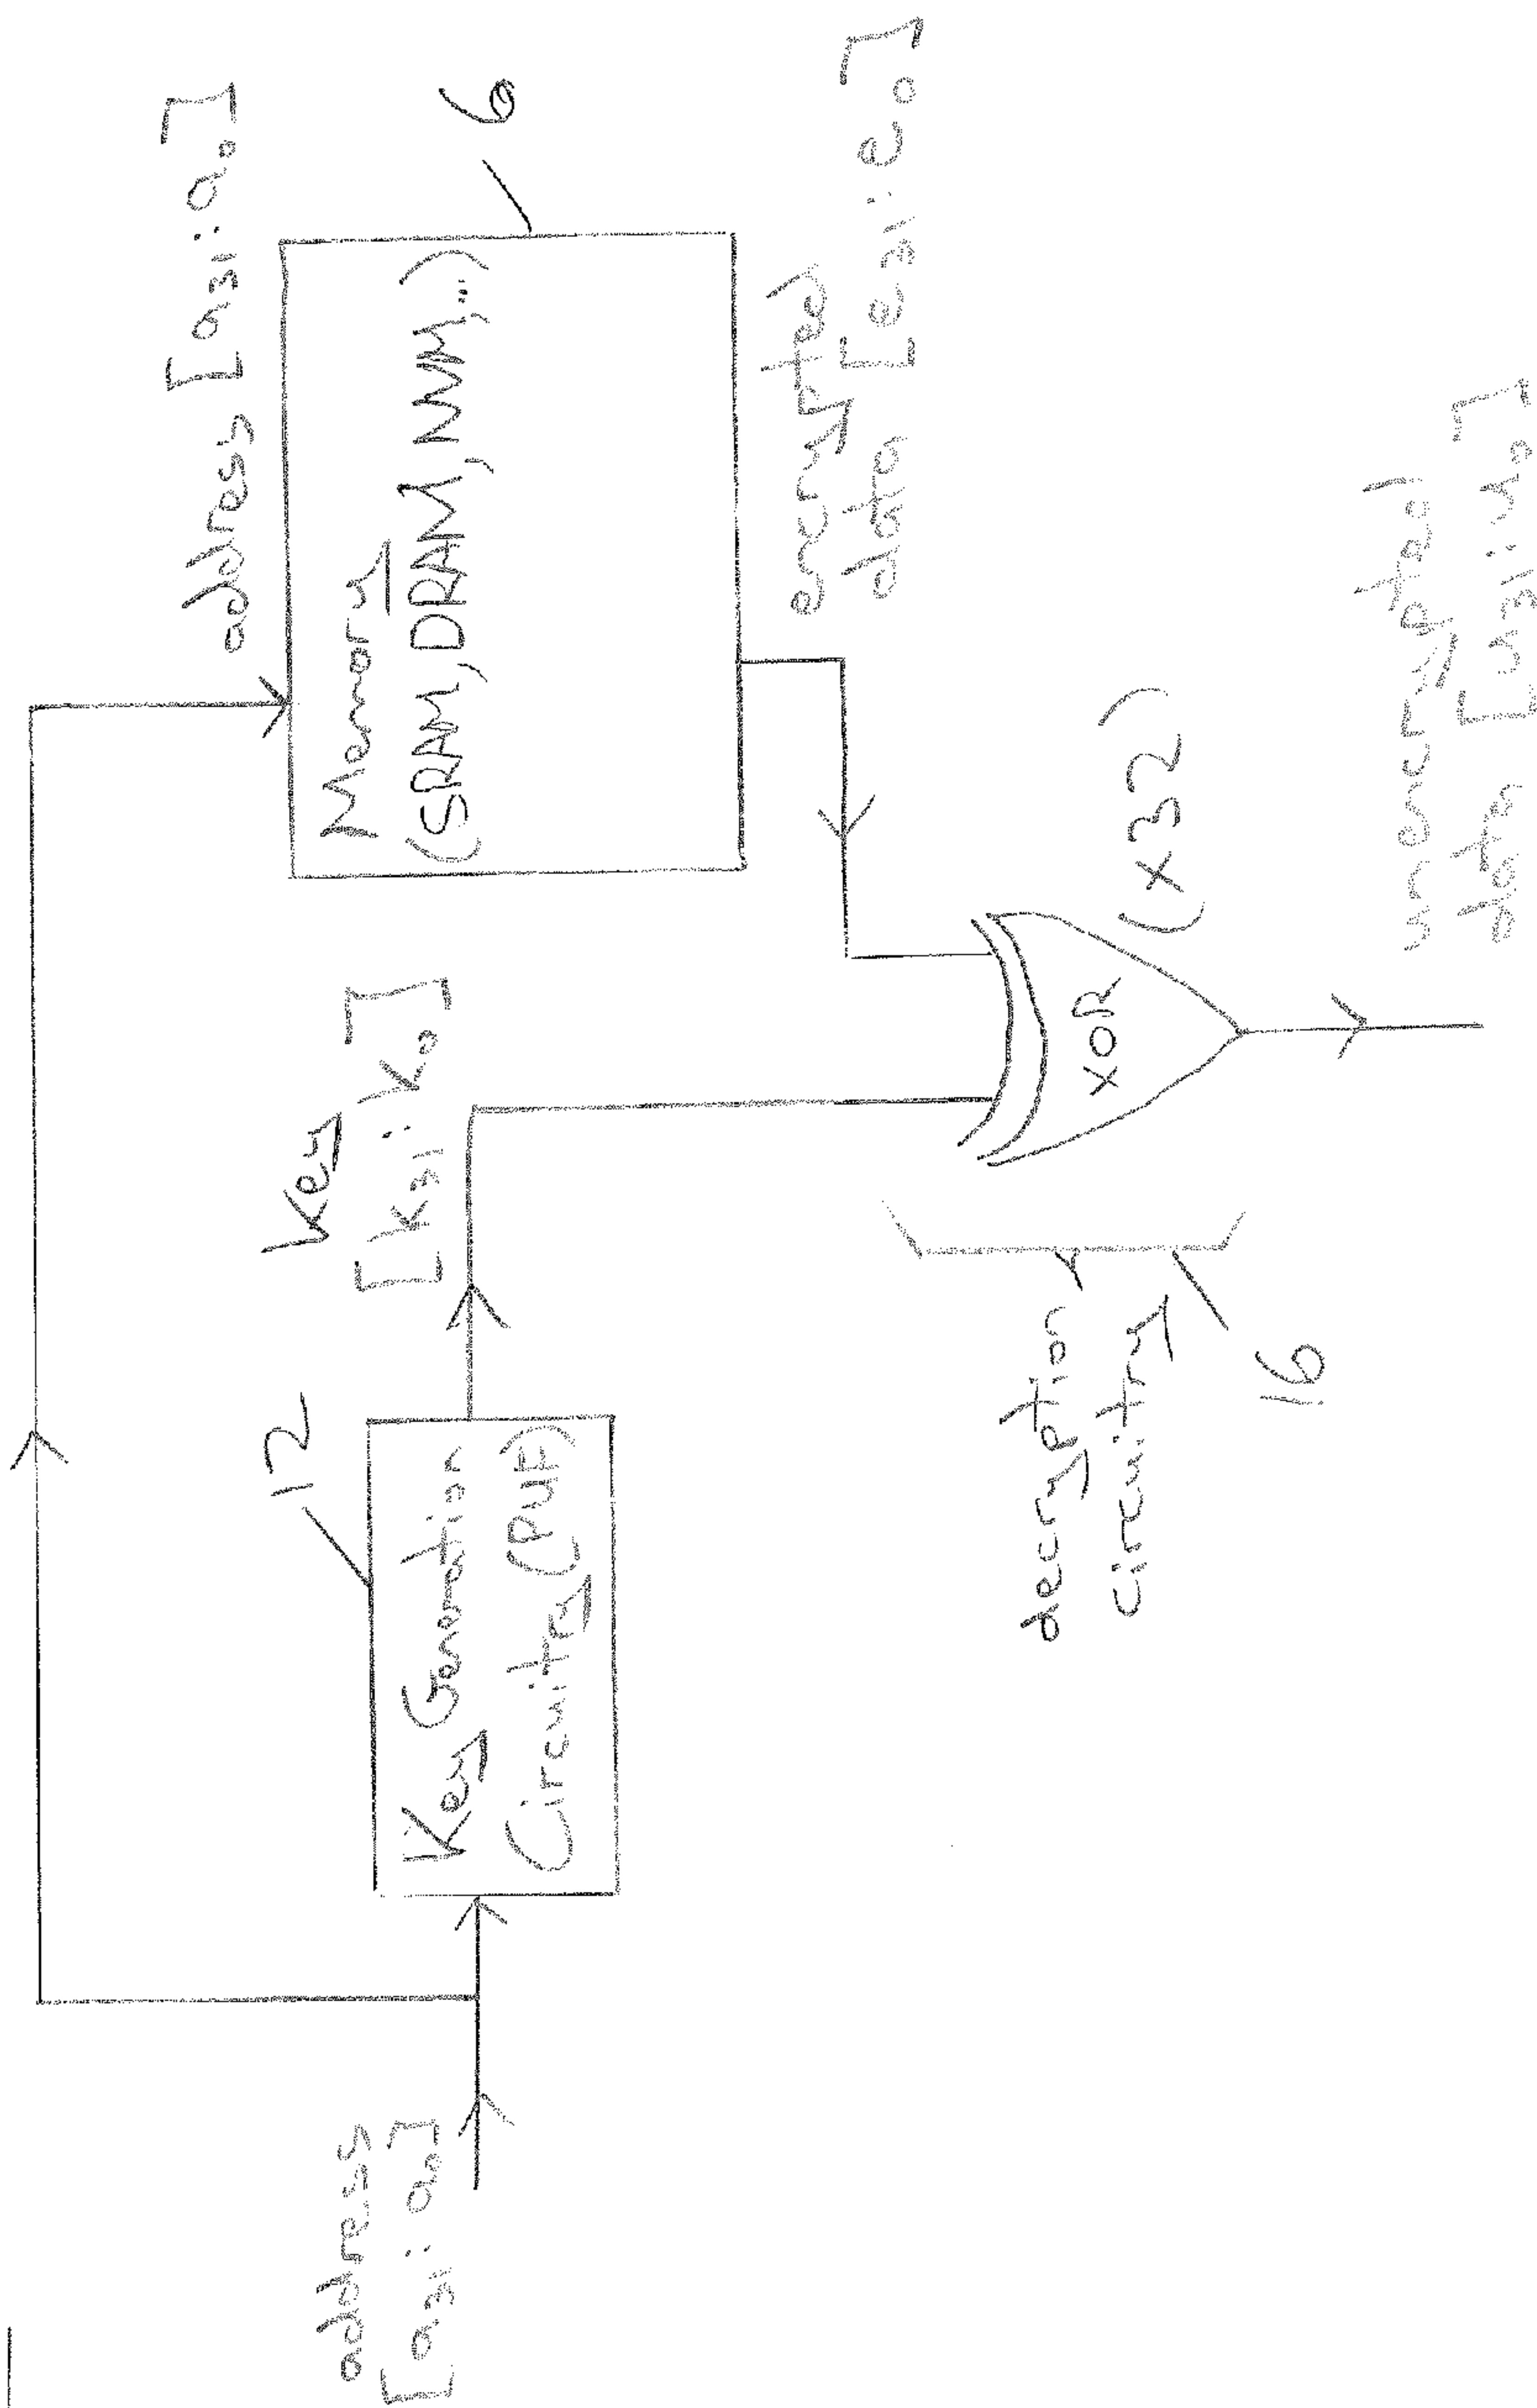 address
[a31:a0]
12
Key Generation
Circuitry (PUF)
Key
[k31:k0]
address [a31:a0]
Memory
(SRAM, DRAM, NVM,...)
6
encrypted
data [e31:e0]
XOR
(x32)
decryption
circuitry
16
unencrypted
data [u31:u0]